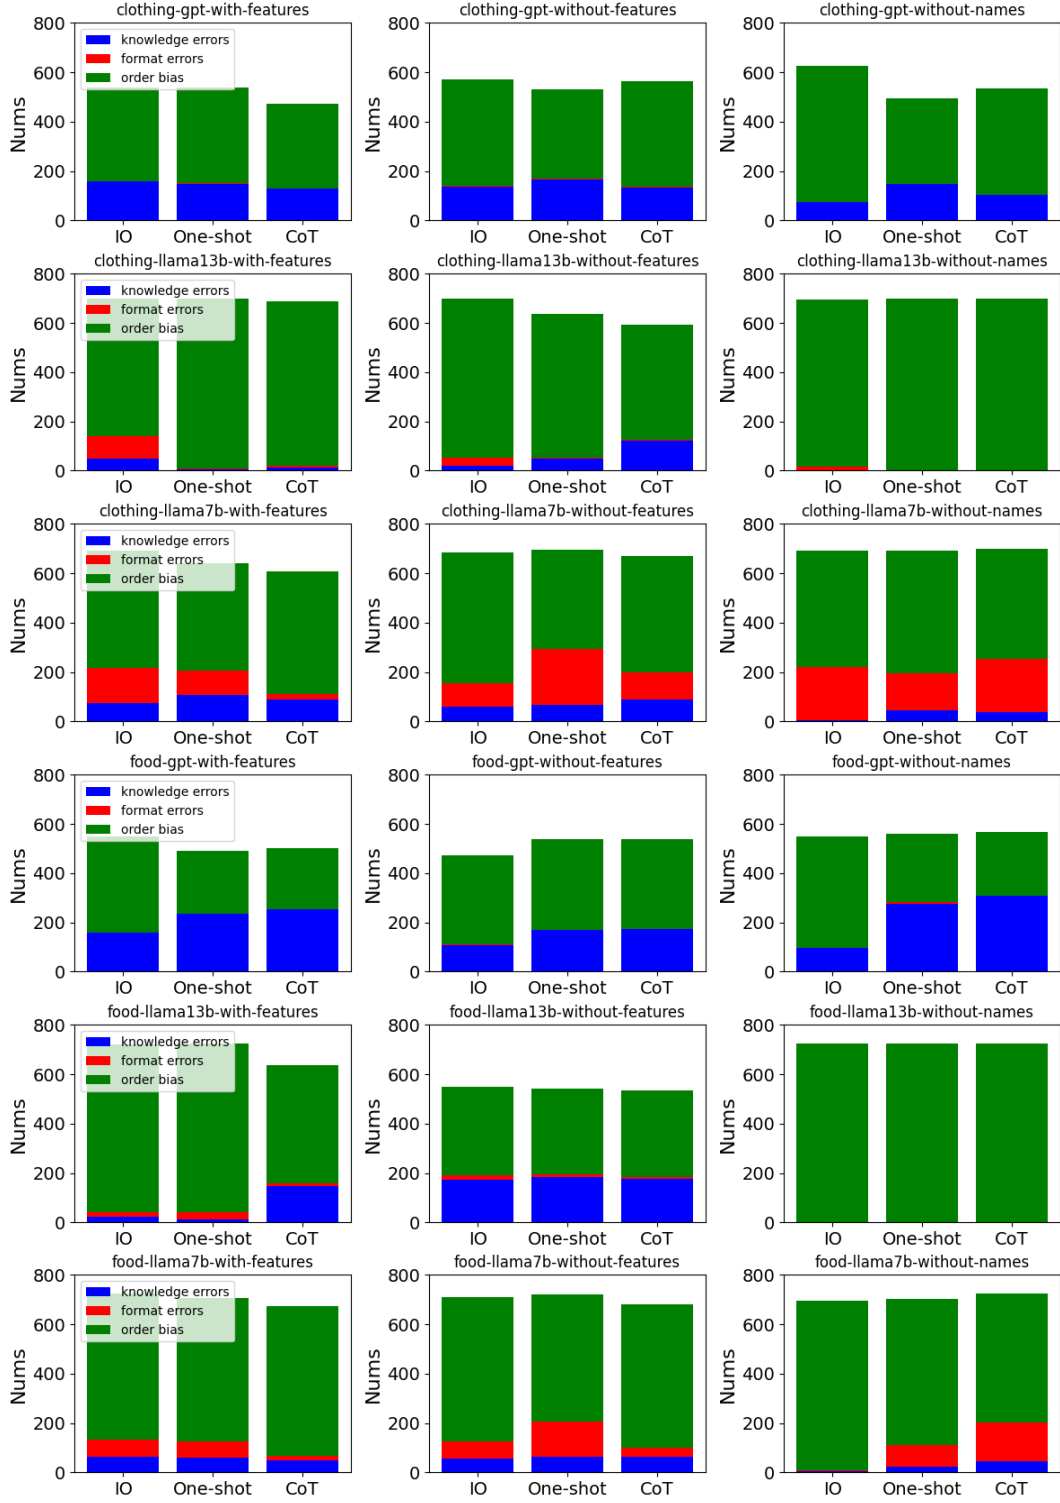 clothing-gpt-with-features
clothing-gpt-without-features
clothing-gpt-without-names
800
600
400
200
0
Nums
knowledge errors
format errors
order bias
IO One-shot CoT
800
600
400
200
0
Nums
IO One-shot CoT
800
600
400
200
0
Nums
IO One-shot CoT
clothing-llama13b-with-features
clothing-llama13b-without-features
clothing-llama13b-without-names
800
600
400
200
0
Nums
knowledge errors
format errors
order bias
IO One-shot CoT
800
600
400
200
0
Nums
IO One-shot CoT
800
600
400
200
0
Nums
IO One-shot CoT
clothing-llama7b-with-features
clothing-llama7b-without-features
clothing-llama7b-without-names
800
600
400
200
0
Nums
knowledge errors
format errors
order bias
IO One-shot CoT
800
600
400
200
0
Nums
IO One-shot CoT
800
600
400
200
0
Nums
IO One-shot CoT
food-gpt-with-features
food-gpt-without-features
food-gpt-without-names
800
600
400
200
0
Nums
knowledge errors
format errors
order bias
IO One-shot CoT
800
600
400
200
0
Nums
IO One-shot CoT
800
600
400
200
0
Nums
IO One-shot CoT
food-llama13b-with-features
food-llama13b-without-features
food-llama13b-without-names
800
600
400
200
0
Nums
knowledge errors
format errors
order bias
IO One-shot CoT
800
600
400
200
0
Nums
IO One-shot CoT
800
600
400
200
0
Nums
IO One-shot CoT
food-llama7b-with-features
food-llama7b-without-features
food-llama7b-without-names
800
600
400
200
0
Nums
knowledge errors
format errors
order bias
IO One-shot CoT
800
600
400
200
0
Nums
IO One-shot CoT
800
600
400
200
0
Nums
IO One-shot CoT